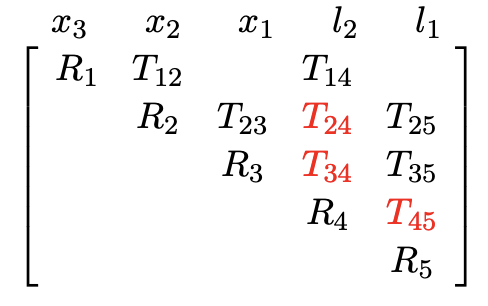 x₃ x₂ x₁ l₂ l₁
R₁ T₁₂ T₁₄
R₂ T₂₃ T₂₄ T₂₅
R₃ T₃₄ T₃₅
R₄ T₄₅
R₅